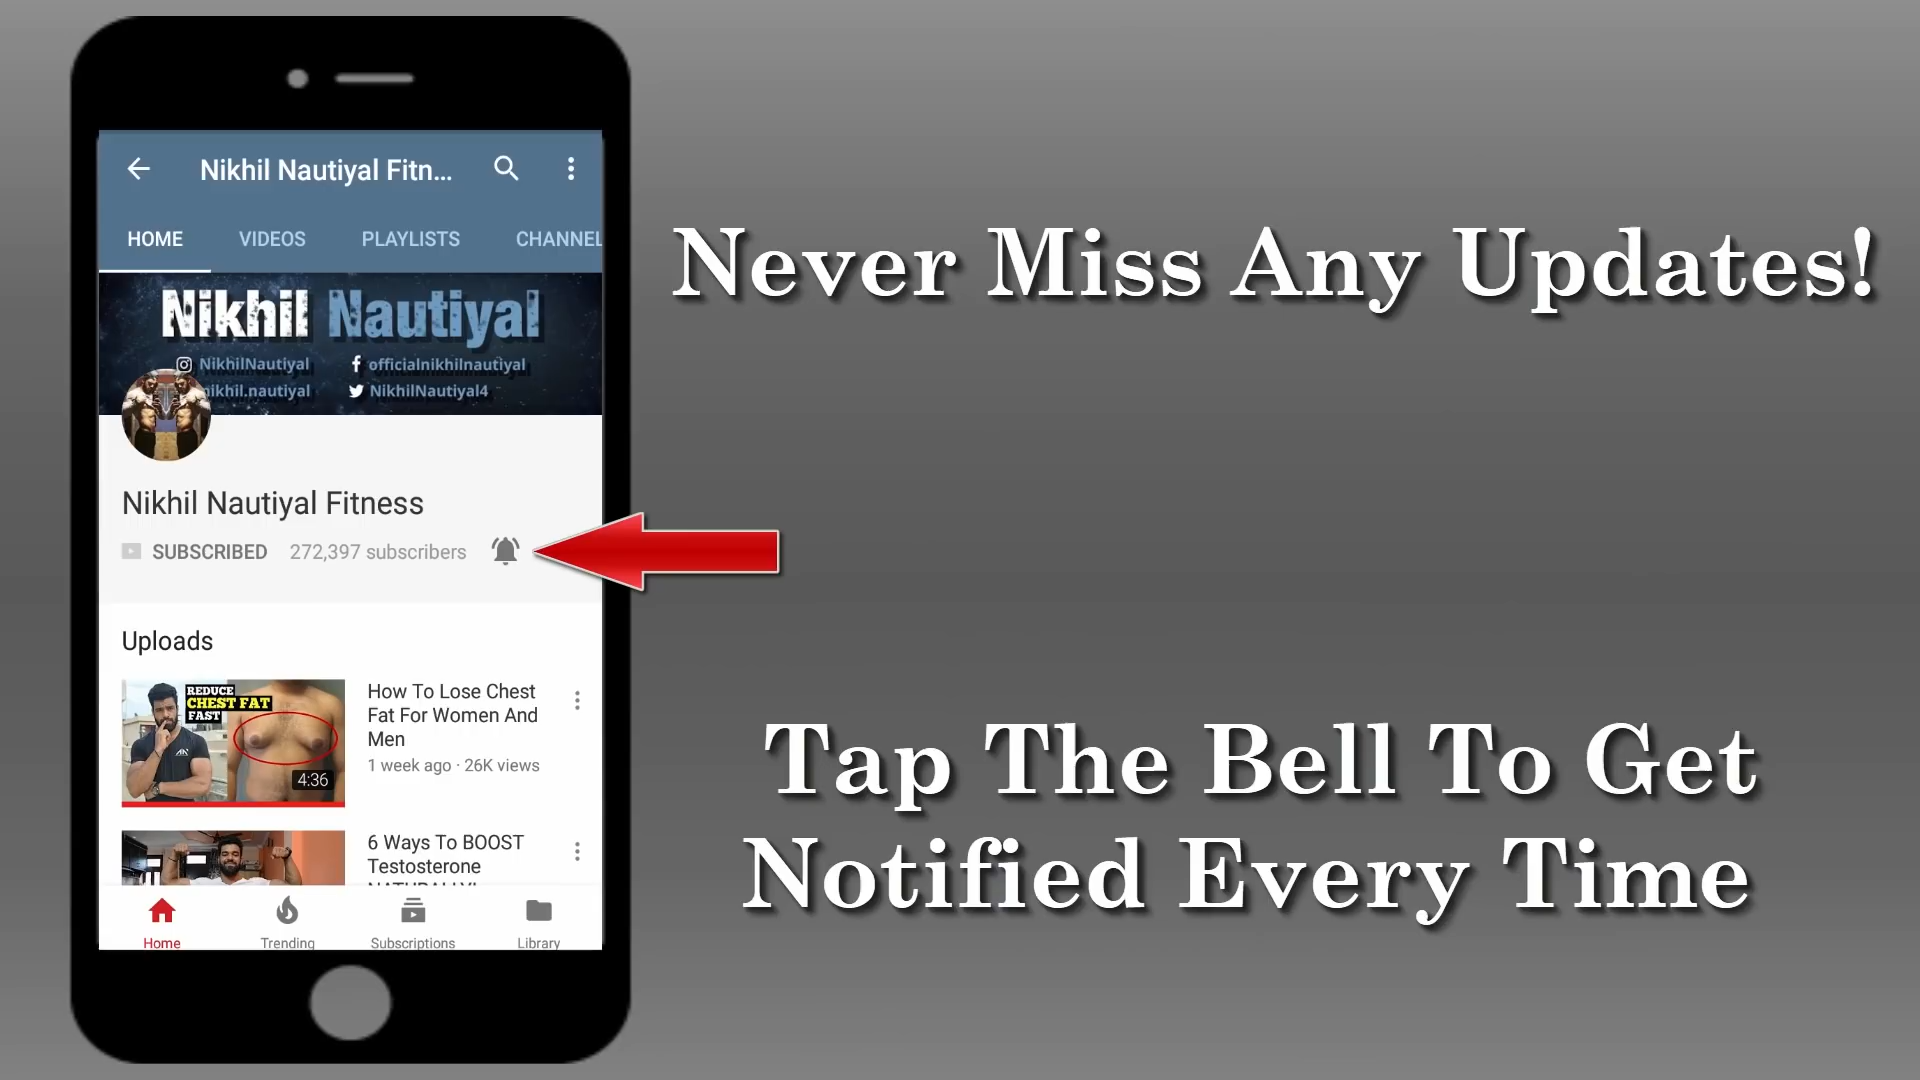 Nikhil Nautiyal Fitn...
HOME VIDEOS PLAYLISTS CHANNEL
Nikhil Nautiyal
NikhilNautiyal officialnikhilnautiyal
nikhil.nautiyal NikhilNautiyal4
Nikhil Nautiyal Fitness
SUBSCRIBED 272,397 subscribers
Uploads
REDUCE
CHEST FAT
FAST
4:36
How To Lose Chest
Fat For Women And
Men
1 week ago · 26K views
6 Ways To BOOST
Testosterone
NATURALLY!
Home Trending Subscriptions Library
Never Miss Any Updates!
Tap The Bell To Get
Notified Every Time